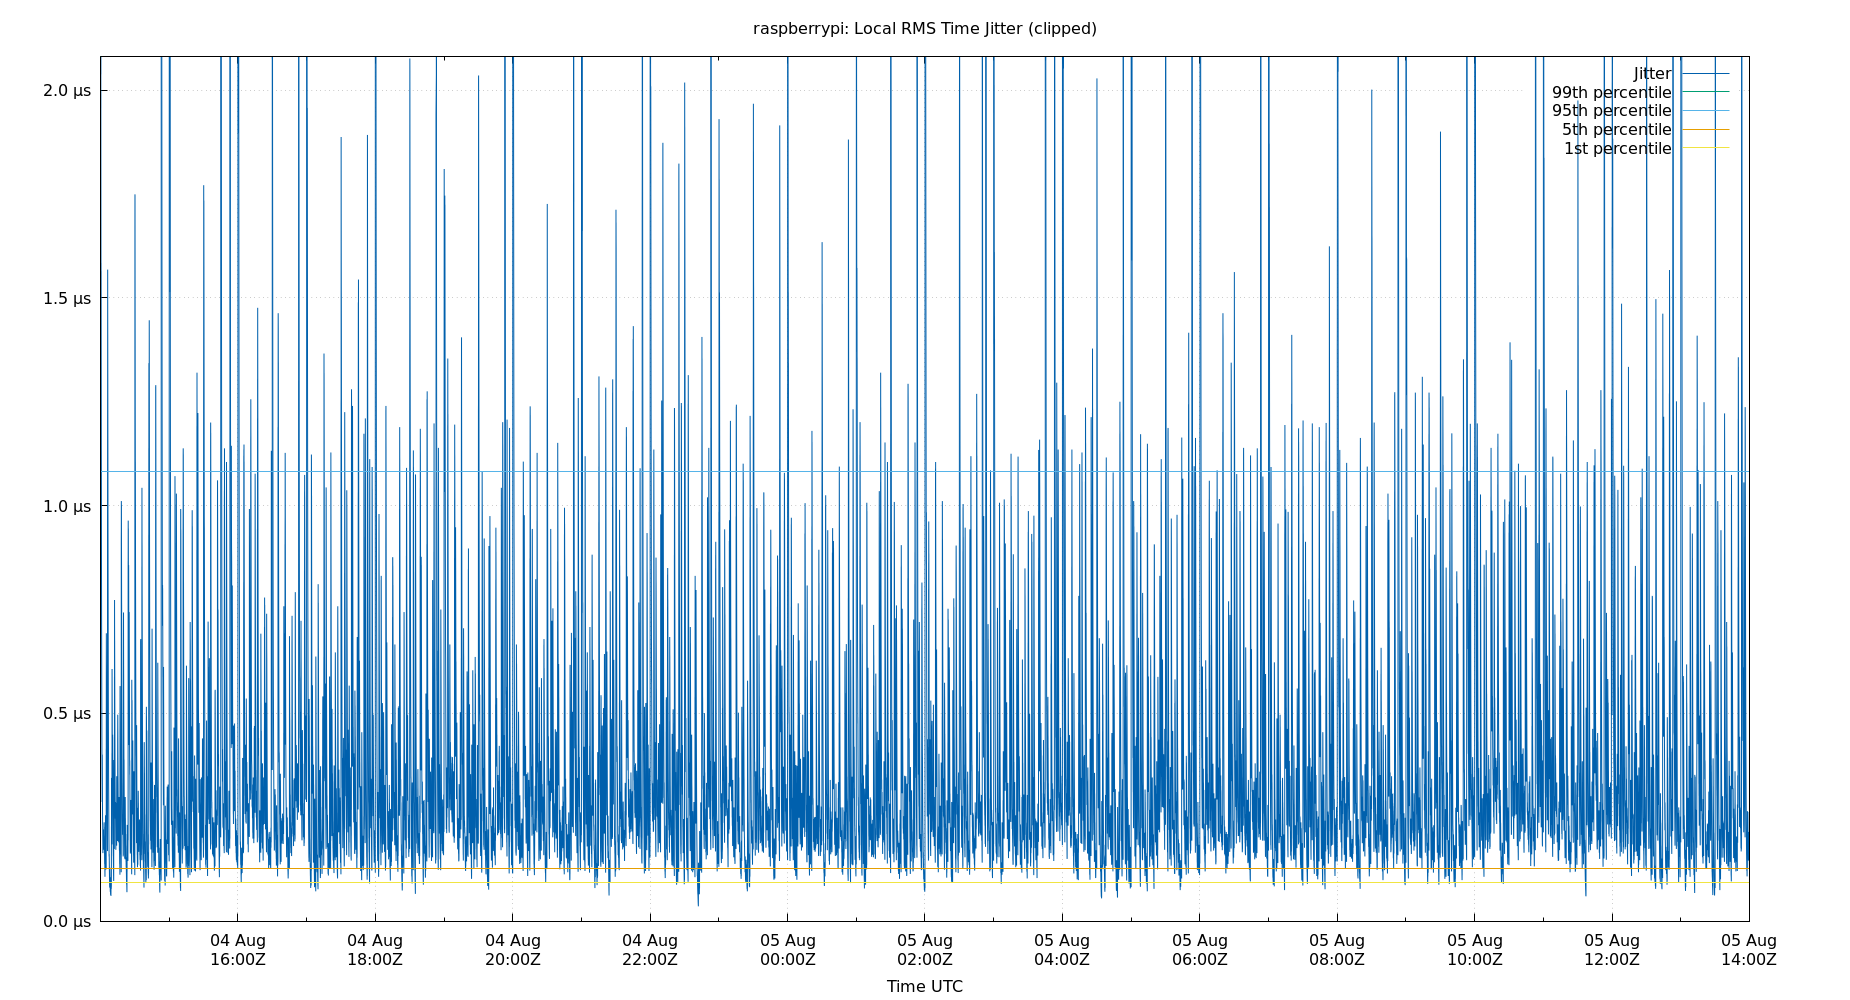 raspberrypi: Local RMS Time Jitter (clipped)
Jitter
99th percentile
95th percentile
5th percentile
1st percentile
2.0 µs
1.5 µs
1.0 µs
0.5 µs
0.0 µs
04 Aug 04 Aug 04 Aug 04 Aug 05 Aug 05 Aug 05 Aug 05 Aug 05 Aug 05 Aug 05 Aug 05 Aug
16:00Z 18:00Z 20:00Z 22:00Z 00:00Z 02:00Z 04:00Z 06:00Z 08:00Z 10:00Z 12:00Z 14:00Z
Time UTC